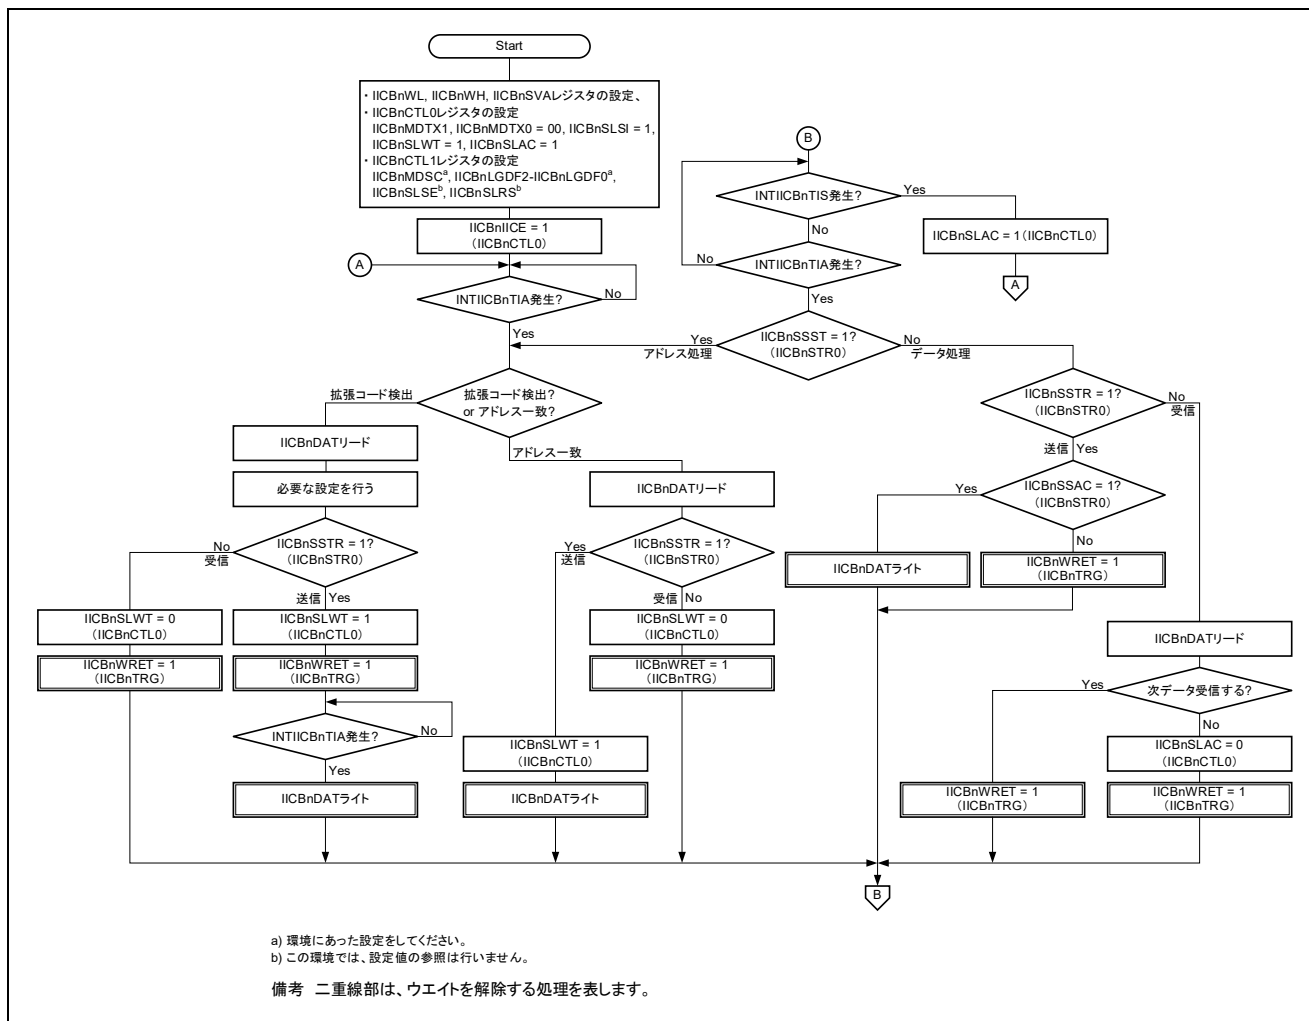 Start
・IICBnWL, IICBnWH, IICBnSVAレジスタの設定、
・IICBnCTL0レジスタの設定
IICBnMDTX1, IICBnMDTX0 = 00, IICBnSLSI = 1,
IICBnSLWT = 1, IICBnSLAC = 1
・IICBnCTL1レジスタの設定
IICBnMDSCa, IICBnLGDF2-IICBnLGDF0a,
IICBnSLSEb, IICBnSLRSb
IICBnIICE = 1
(IICBnCTL0)
A
INTIICBnTIA発生?
No
Yes
拡張コード検出?
or アドレス一致?
拡張コード検出
アドレス一致
IICBnDATリード
必要な設定を行う
IICBnSSTR = 1?
(IICBnSTR0)
No
受信
送信 Yes
IICBnSLWT = 0
(IICBnCTL0)
IICBnWRET = 1
(IICBnTRG)
IICBnSLWT = 1
(IICBnCTL0)
IICBnWRET = 1
(IICBnTRG)
INTIICBnTIA発生?
No
Yes
IICBnDATライト
IICBnDATリード
IICBnSSTR = 1?
(IICBnSTR0)
Yes
送信
受信 No
IICBnSLWT = 0
(IICBnCTL0)
IICBnWRET = 1
(IICBnTRG)
IICBnSLWT = 1
(IICBnCTL0)
IICBnDATライト
B
INTIICBnTIS発生?
Yes
No
IICBnSLAC = 1(IICBnCTL0)
A
INTIICBnTIA発生?
No
Yes
IICBnSSST = 1?
(IICBnSTR0)
Yes
アドレス処理
No
データ処理
IICBnSSTR = 1?
(IICBnSTR0)
No
受信
送信 Yes
IICBnSSAC = 1?
(IICBnSTR0)
Yes
No
IICBnDATライト
IICBnWRET = 1
(IICBnTRG)
IICBnDATリード
次データ受信する?
Yes
No
IICBnSLAC = 0
(IICBnCTL0)
IICBnWRET = 1
(IICBnTRG)
IICBnWRET = 1
(IICBnTRG)
B
a) 環境にあった設定をしてください。
b) この環境では、設定値の参照は行いません。
備考 二重線部は、ウエイトを解除する処理を表します。